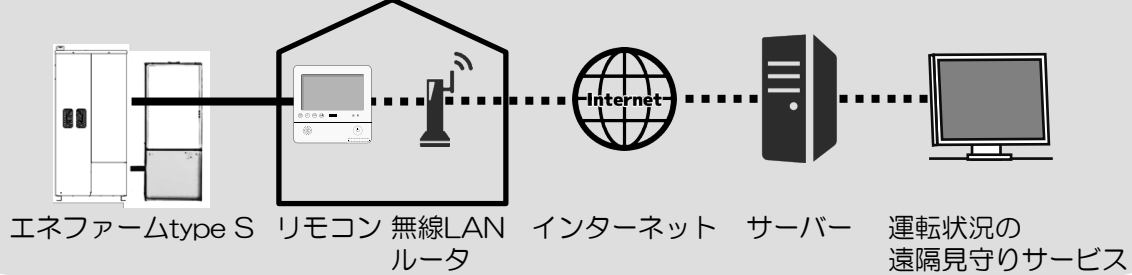 Internet
エネファームtype S
リモコン
無線LAN
ルータ
インターネット
サーバー
運転状況の
遠隔見守りサービス